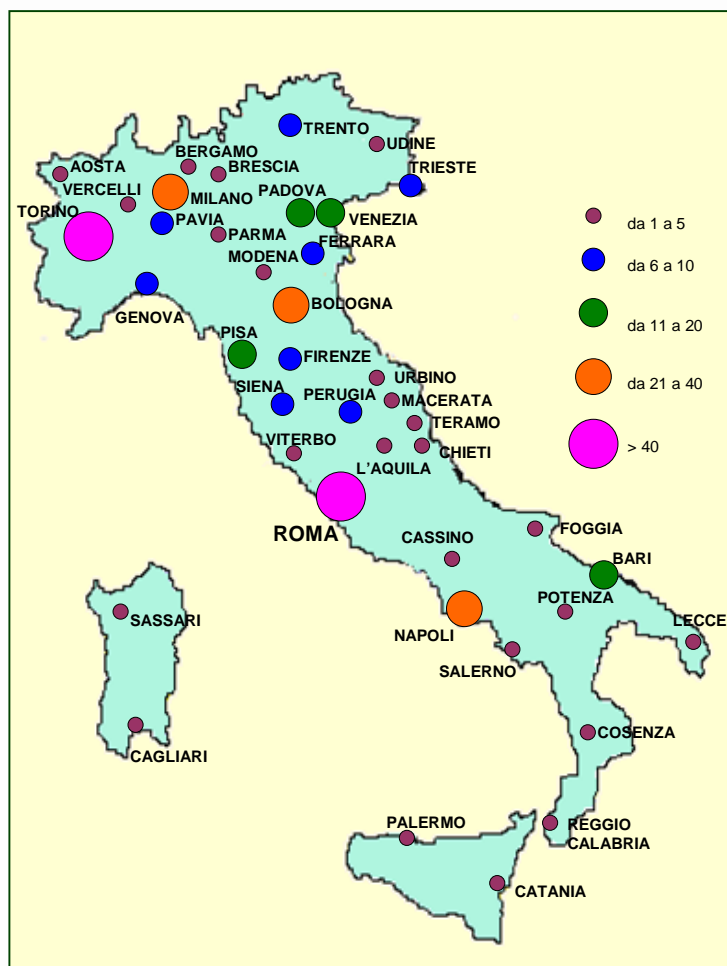 TRENTO
UDINE
BERGAMO
AOSTA
BRESCIA
TRIESTE
VERCELLI
MILANO
PADOVA
TORINO
PAVIA
VENEZIA
da 1 a 5
PARMA
FERRARA
MODENA
da 6 a 10
BOLOGNA
GENOVA
da 11 a 20
PISA
FIRENZE
URBINO
da 21 a 40
SIENA
PERUGIA
MACERATA
TERAMO
VITERBO
CHIETI
> 40
L'AQUILA
ROMA
CASSINO
FOGGIA
BARI
POTENZA
SASSARI
LECCE
NAPOLI
SALERNO
COSENZA
CAGLIARI
PALERMO
REGGIO
CALABRIA
CATANIA